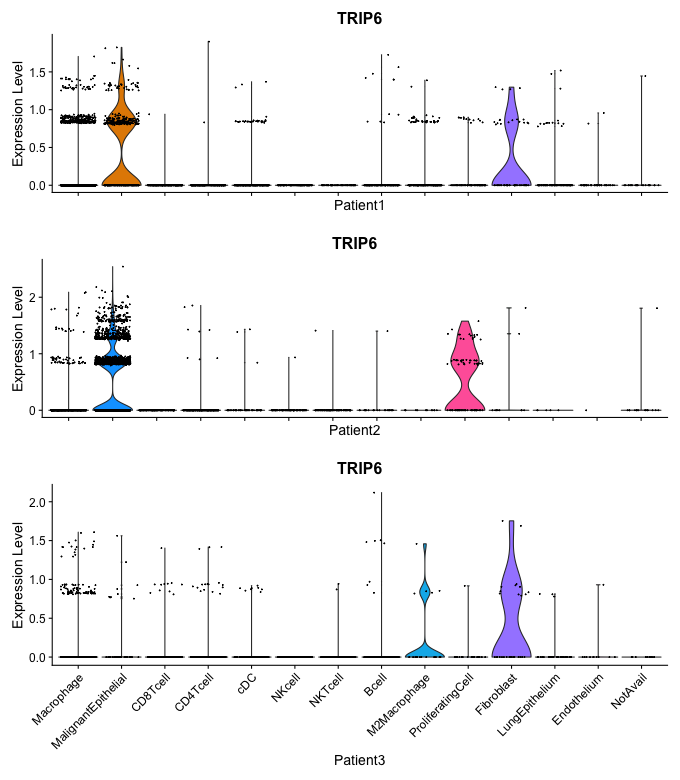 TRIP6
Expression Level
1.5
1.0
0.5
0.0
Patient1
TRIP6
Expression Level
2
1
0
Patient2
TRIP6
Expression Level
2.0
1.5
1.0
0.5
0.0
Macrophage
MalignantEpithelial
CD8Tcell
CD4Tcell
cDC
NKcell
NKTcell
Bcell
M2Macrophage
ProliferatingCell
Fibroblast
LungEpithelium
Endothelium
NotAvail
Patient3